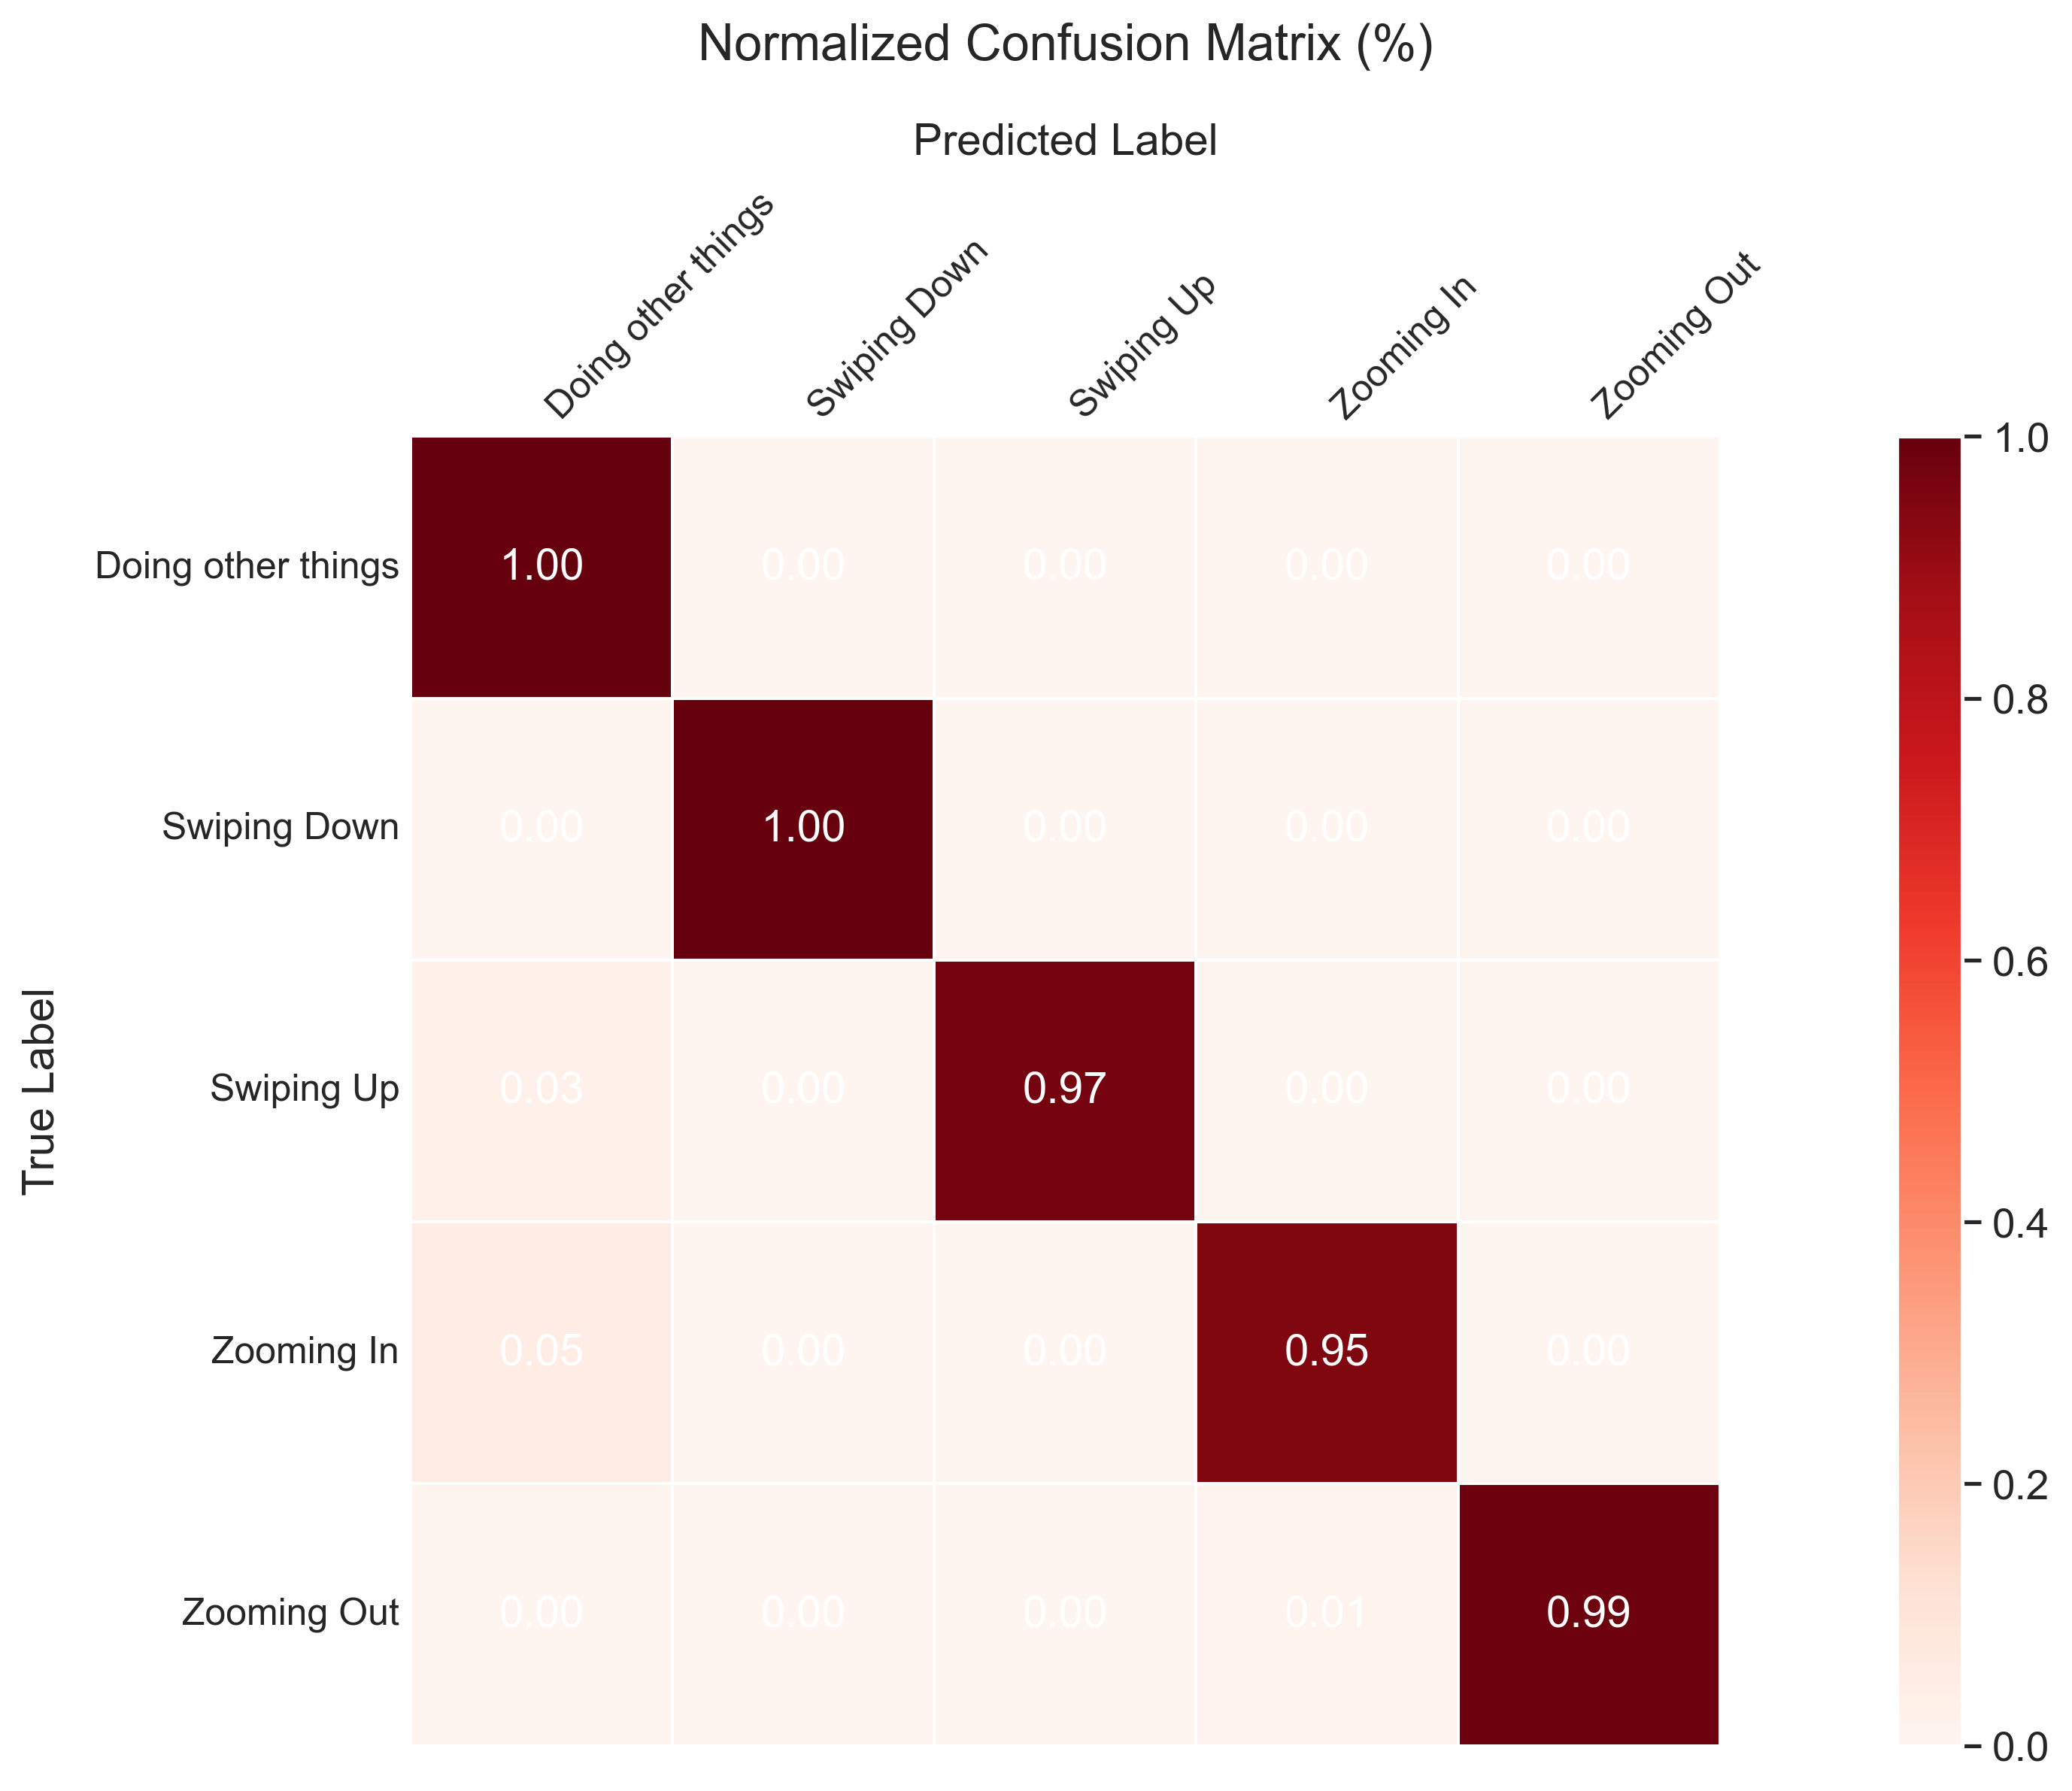 Normalized Confusion Matrix (%)
Predicted Label
Doing other things
Swiping Down
Swiping Up
Zooming In
Zooming Out
True Label
Doing other things 1.00 0.00 0.00 0.00 0.00
Swiping Down 0.00 1.00 0.00 0.00 0.00
Swiping Up 0.03 0.00 0.97 0.00 0.00
Zooming In 0.05 0.00 0.00 0.95 0.00
Zooming Out 0.00 0.00 0.00 0.01 0.99
1.0
0.8
0.6
0.4
0.2
0.0